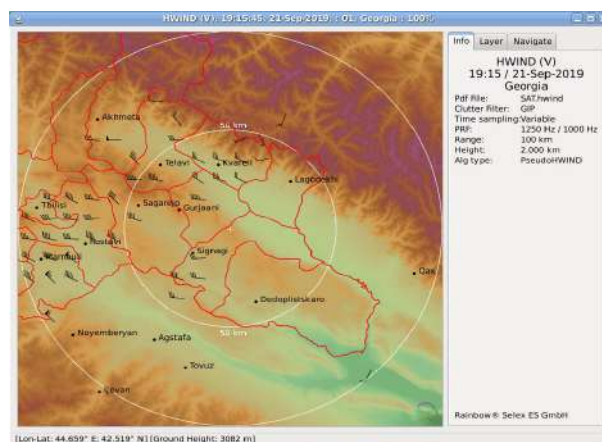 HWIND (V), 19:15:45, 21-Sep-2019, : 01, Georgia : 100%
Info Layer Navigate
HWIND (V)
19:15 / 21-Sep-2019
Georgia
Pdf File: SAT.hwind
Clutter Filter: GIP
Time sampling:Variable
PRF: 1250 Hz / 1000 Hz
Range: 100 km
Height: 2.000 km
Alg type: PseudoHWIND
50 km
Akhmeta
Telavi
Kvareli
Lagodekhi
Tbilisi
Sagarejo
Gurjaani
Rustavi
Marneuli
Signagi
Qax
Dedoplistskaro
50 km
Noyemberyan
Agstafa
Tovuz
Rainbow® Selex ES GmbH
[Lon-Lat: 44.659° E; 42.519° N] [Ground Height: 3082 m]